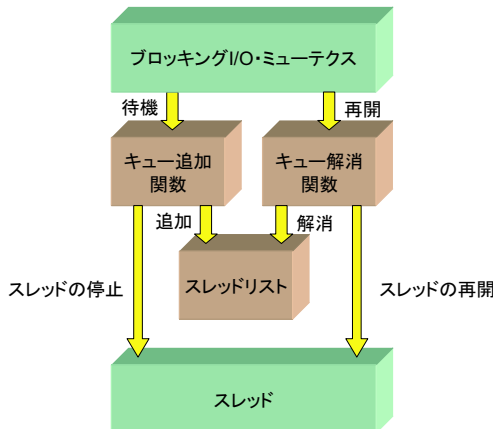 ブロッキングI/O・ミューテクス
待機
再開
キュー追加
関数
キュー解消
関数
追加
解消
スレッドリスト
スレッドの停止
スレッドの再開
スレッド